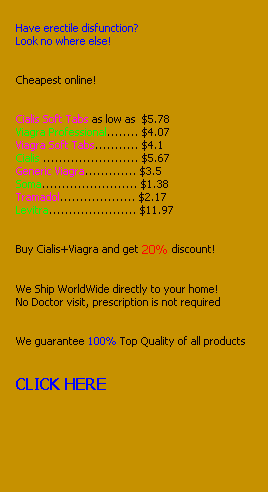 Have erectile disfunction?
Look no where else!
Cheapest online!
Cialis Soft Tabs as low as $5.78
........ $4.07
Viagra Soft Tabs........... $4.1
........................ $5.67
Generic Viagra............. $3.5
Soma........................ $1.38
Tramadol................... $2.17
...................... $11.97
Buy Cialis+Viagra and get 20% discount!
We Ship WorldWide directly to your home!
No Doctor visit, prescription is not required
We guarantee 100% Top Quality of all products
CLICK HERE